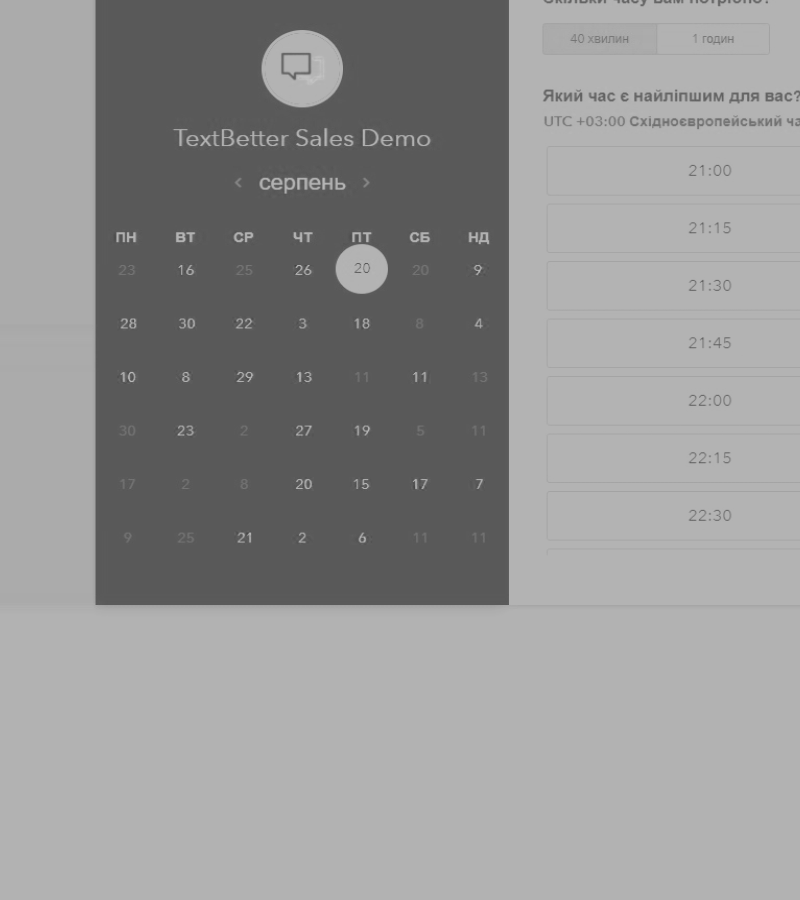 TextBetter Sales Demo
‹ серпень ›
ПН ВТ СР ЧТ ПТ СБ НД
23 16 25 26 20 20 9
28 30 22 3 18 8 4
10 8 29 13 11 11 13
30 23 2 27 19 5 11
17 2 8 20 15 17 7
9 25 21 2 6 11 11
Скільки часу вам потрібно?
40 хвилин 1 годин
Який час є найліпшим для вас?
UTC +03:00 Східноєвропейський ча
21:00
21:15
21:30
21:45
22:00
22:15
22:30